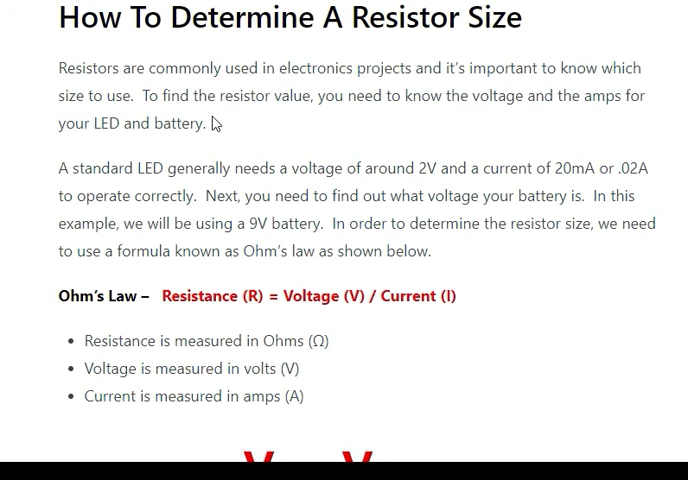 How To Determine A Resistor Size
Resistors are commonly used in electronics projects and it's important to know which
size to use.  To find the resistor value, you need to know the voltage and the amps for
your LED and battery.
A standard LED generally needs a voltage of around 2V and a current of 20mA or .02A
to operate correctly.  Next, you need to find out what voltage your battery is.  In this
example, we will be using a 9V battery.  In order to determine the resistor size, we need
to use a formula known as Ohm's law as shown below.
Ohm's Law –   Resistance (R) = Voltage (V) / Current (I)
• Resistance is measured in Ohms (Ω)
• Voltage is measured in volts (V)
• Current is measured in amps (A)